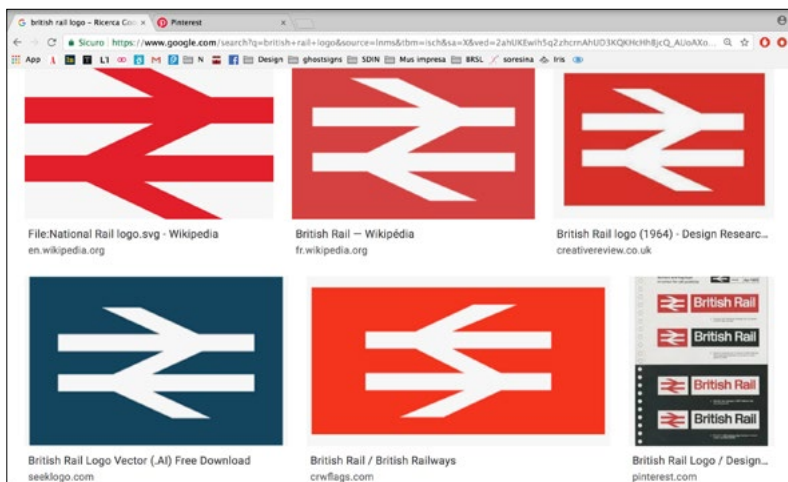 british rail logo – Ricerca Goo
Pinterest
Sicuro https://www.google.com/search?q=british+rail+logo&source=lnms&tbm=isch&sa=X&ved=
App L1 N Design ghostsigns SDIN Mus impresa BRSL soresina Iris
File:National Rail logo.svg - Wikipedia
en.wikipedia.org
British Rail — Wikipédia
fr.wikipedia.org
British Rail logo (1964) - Design Researc...
creativereview.co.uk
British Rail
British Rail
British Rail
British Rail
British Rail Logo Vector (.AI) Free Download
seeklogo.com
British Rail / British Railways
crwflags.com
British Rail Logo / Design...
pinterest.com